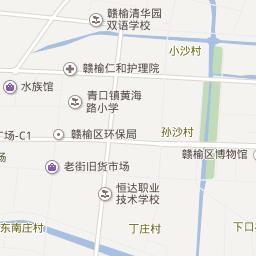 赣榆清华园
双语学校
小沙村
赣榆仁和护理院
水族馆
青口镇黄海
路小学
广场-C1
赣榆区环保局
孙沙村
赣榆区博物馆
场
老街旧货市场
恒达职业
技术学校
东南庄村
丁庄村
下口